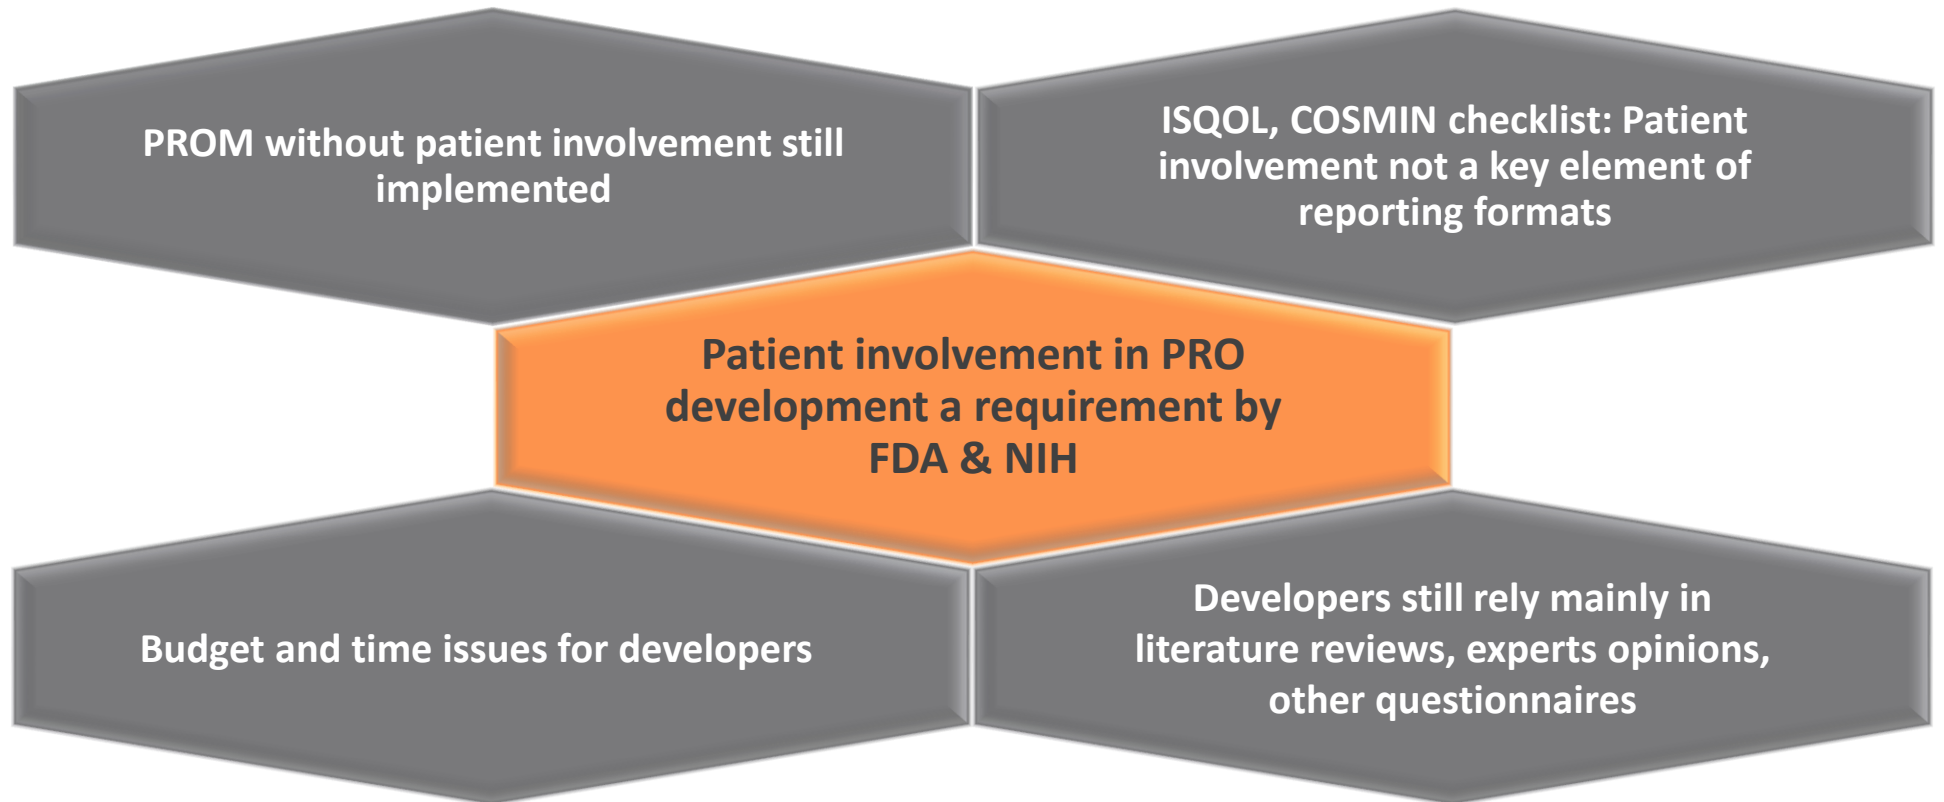 PROM without patient involvement still
implemented
ISQOL, COSMIN checklist: Patient
involvement not a key element of
reporting formats
Patient involvement in PRO
development a requirement by
FDA & NIH
Budget and time issues for developers
Developers still rely mainly in
literature reviews, experts opinions,
other questionnaires